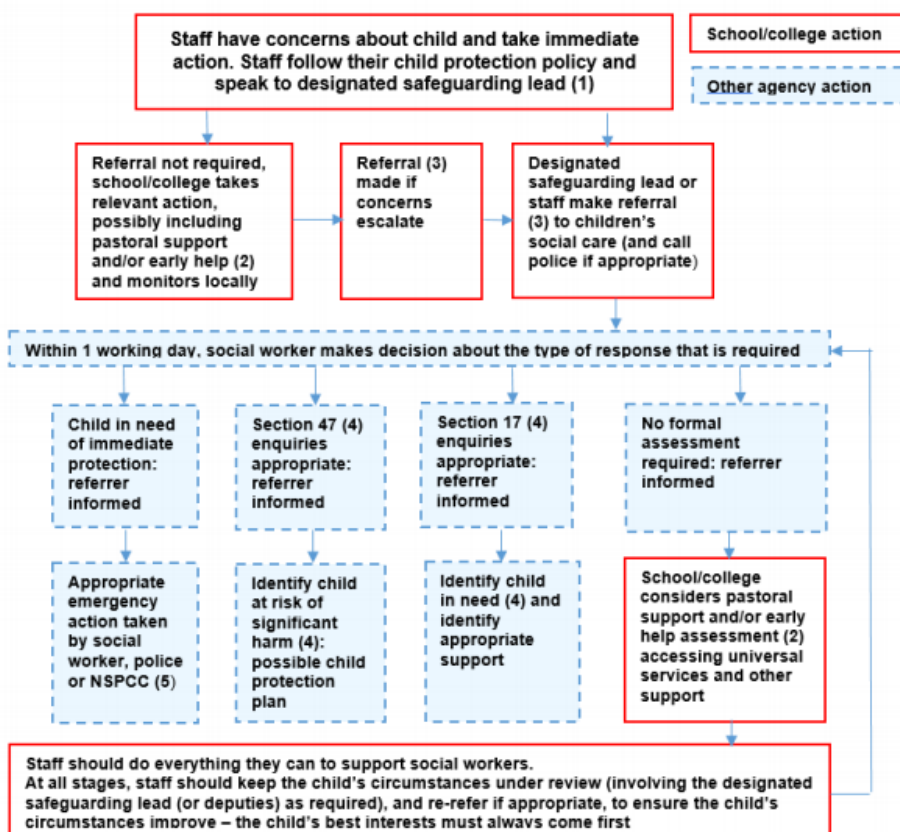 Staff have concerns about child and take immediate
action. Staff follow their child protection policy and
speak to designated safeguarding lead (1)
School/college action
Other agency action
Referral not required,
school/college takes
relevant action,
possibly including
pastoral support
and/or early help (2)
and monitors locally
Referral (3)
made if
concerns
escalate
Designated
safeguarding lead or
staff make referral
(3) to children's
social care (and call
police if appropriate)
Within 1 working day, social worker makes decision about the type of response that is required
Child in need
of immediate
protection:
referrer
informed
Section 47 (4)
enquiries
appropriate:
referrer
informed
Section 17 (4)
enquiries
appropriate:
referrer
informed
No formal
assessment
required: referrer
informed
Appropriate
emergency
action taken
by social
worker, police
or NSPCC (5)
Identify child
at risk of
significant
harm (4):
possible child
protection
plan
Identify child
in need (4) and
identify
appropriate
support
School/college
considers pastoral
support and/or early
help assessment (2)
accessing universal
services and other
support
Staff should do everything they can to support social workers.
At all stages, staff should keep the child's circumstances under review (involving the designated
safeguarding lead (or deputies) as required), and re-refer if appropriate, to ensure the child's
circumstances improve – the child's best interests must always come first